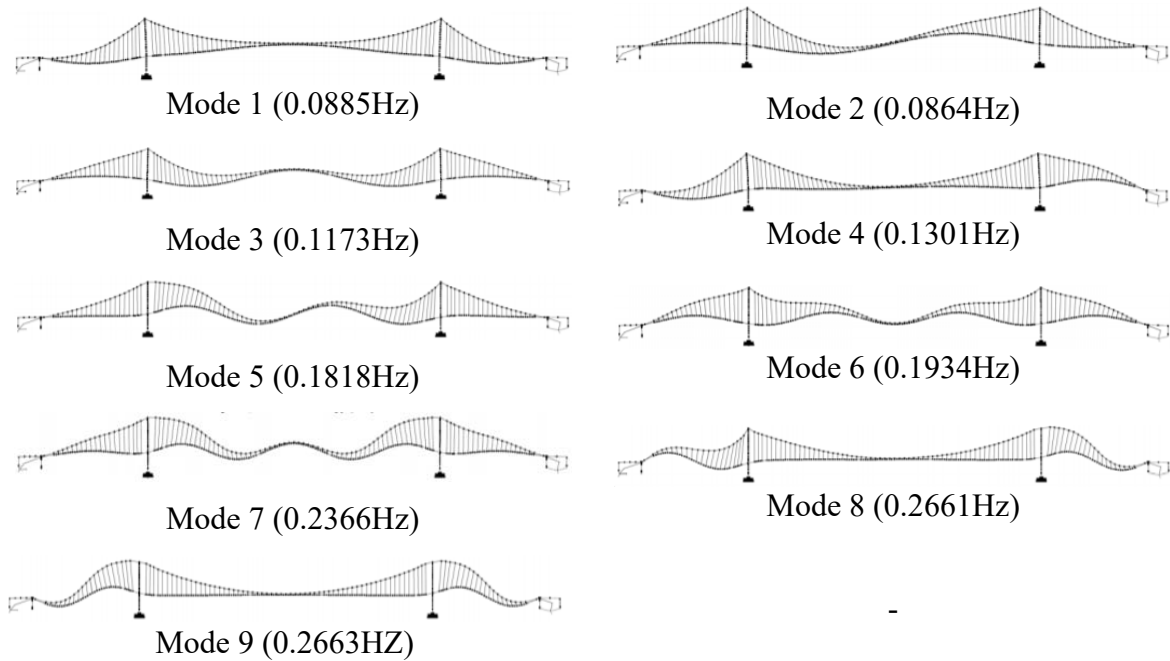 Mode 1 (0.0885Hz)
Mode 2 (0.0864Hz)
Mode 3 (0.1173Hz)
Mode 4 (0.1301Hz)
Mode 5 (0.1818Hz)
Mode 6 (0.1934Hz)
Mode 7 (0.2366Hz)
Mode 8 (0.2661Hz)
Mode 9 (0.2663HZ)
-